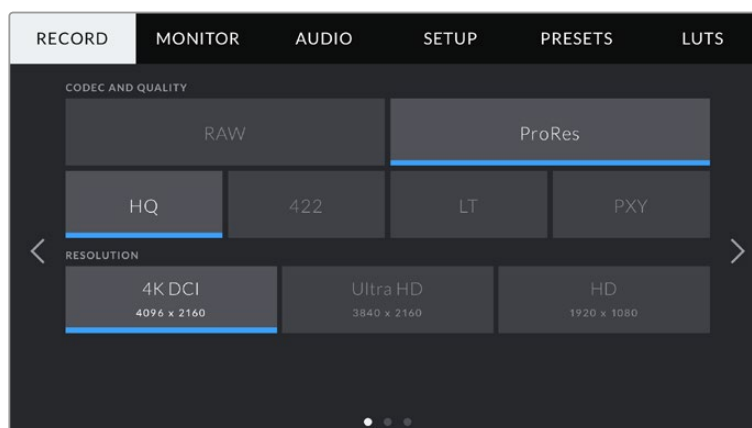 RECORD MONITOR AUDIO SETUP PRESETS LUTS
CODEC AND QUALITY
RAW ProRes
HQ 422 LT PXY
RESOLUTION
4K DCI Ultra HD HD
4096 x 2160 3840 x 2160 1920 x 1080